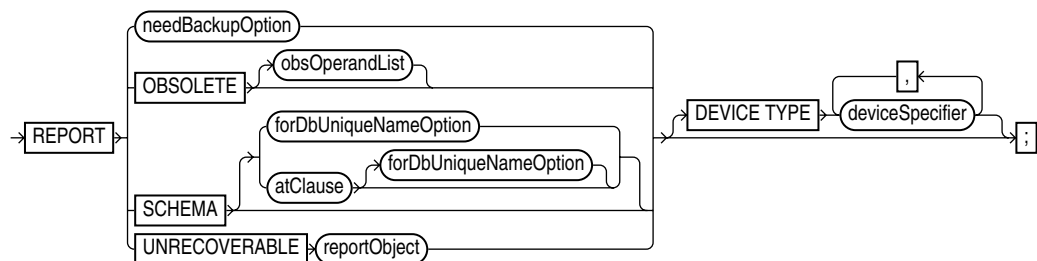 needBackupOption
OBSOLETE obsOperandList
REPORT
forDbUniqueNameOption
atClause forDbUniqueNameOption
SCHEMA
UNRECOVERABLE reportObject
,
DEVICE TYPE deviceSpecifier
;